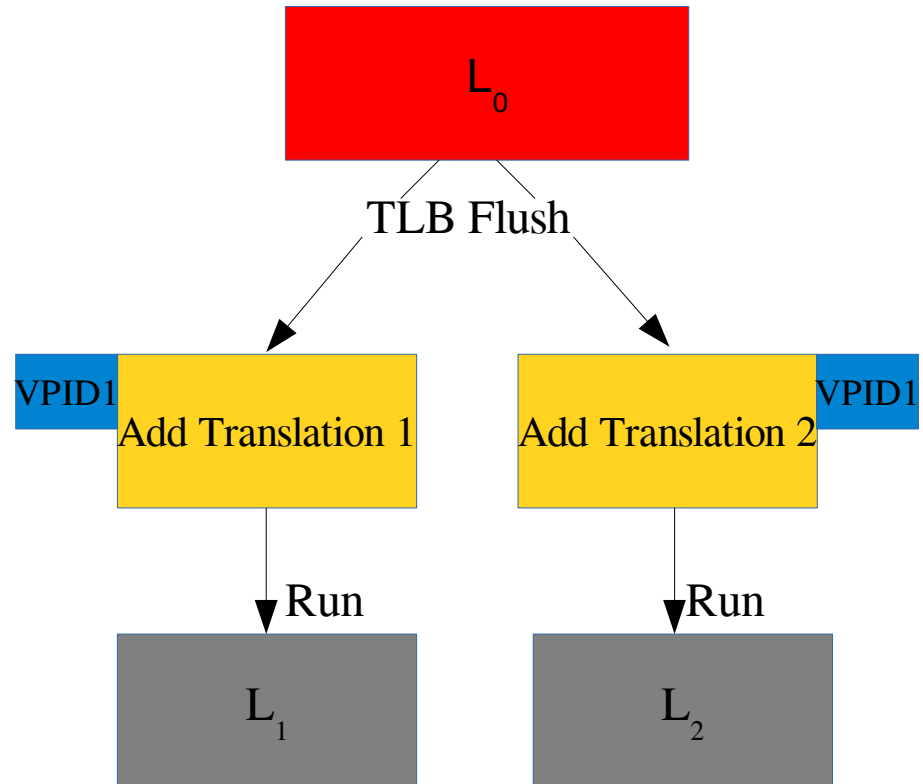 L₀
TLB Flush
VPID1
Add Translation 1
Add Translation 2
VPID1
Run
Run
L₁
L₂